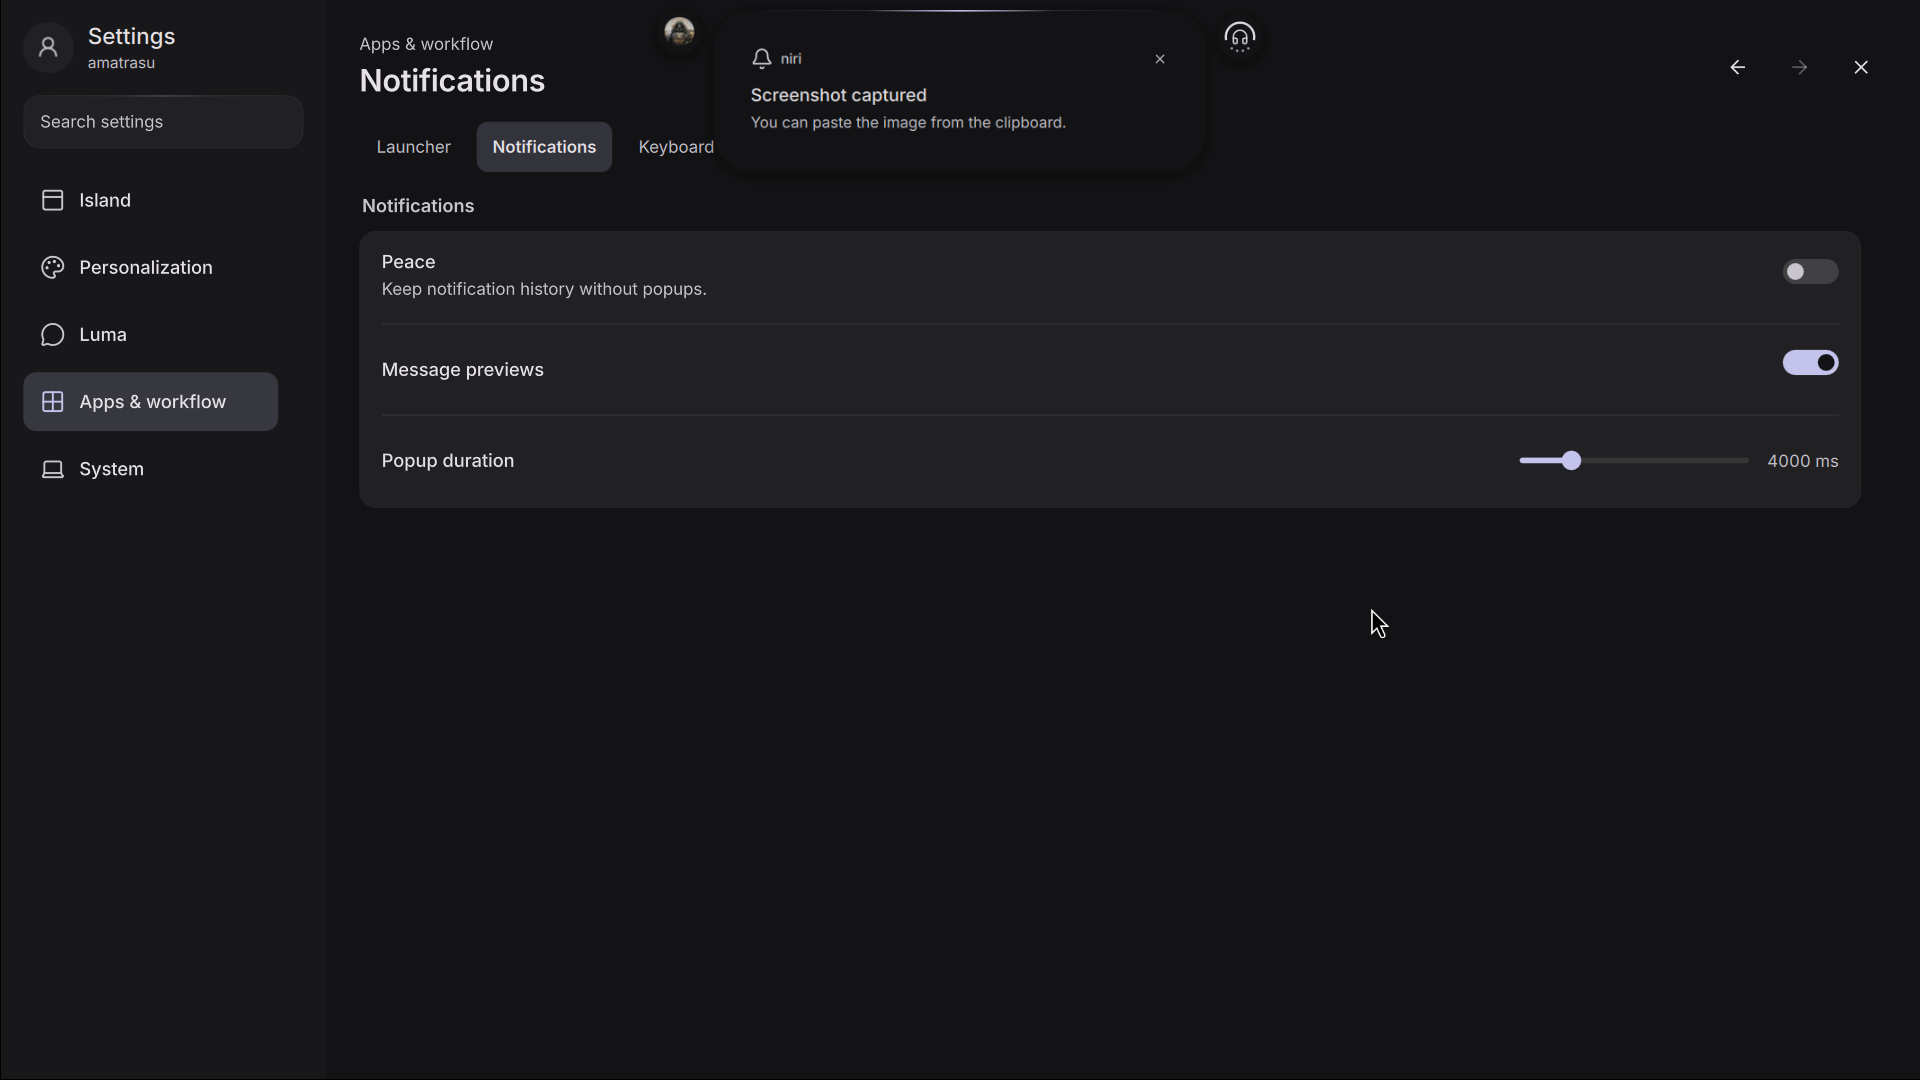 Settings
amatrasu
Search settings
Island
Personalization
Luma
Apps & workflow
System
Apps & workflow
Notifications
Launcher
Notifications
Keyboard
niri
Screenshot captured
You can paste the image from the clipboard.
Notifications
Peace
Keep notification history without popups.
Message previews
Popup duration
4000 ms